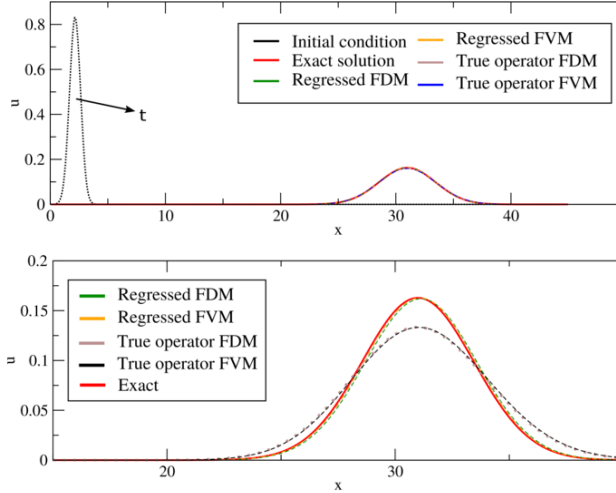 0.8
0.6
0.4
0.2
0
u
t
Initial condition
Exact solution
Regressed FDM
Regressed FVM
True operator FDM
True operator FVM
0 10 20 30 40
x
0.2
0.15
0.1
0.05
0
u
Regressed FDM
Regressed FVM
True operator FDM
True operator FVM
Exact
20 30
x